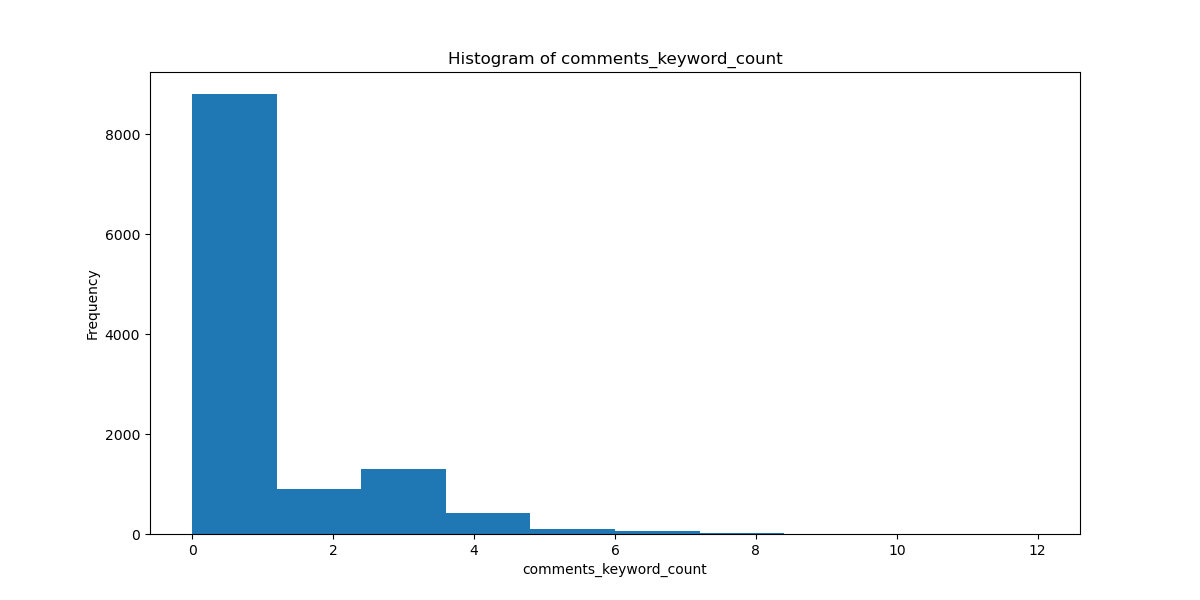 Histogram of comments_keyword_count
8000
6000
4000
2000
0
Frequency
0 2 4 6 8 10 12
comments_keyword_count